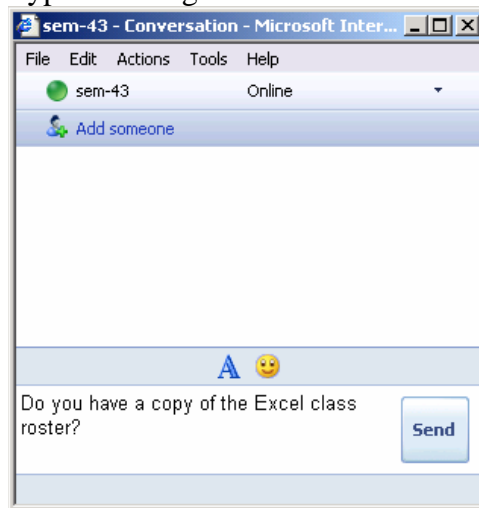 sem-43 - Conversation - Microsoft Inter...
File Edit Actions Tools Help
sem-43 Online
Add someone
A
Do you have a copy of the Excel class
roster?
Send